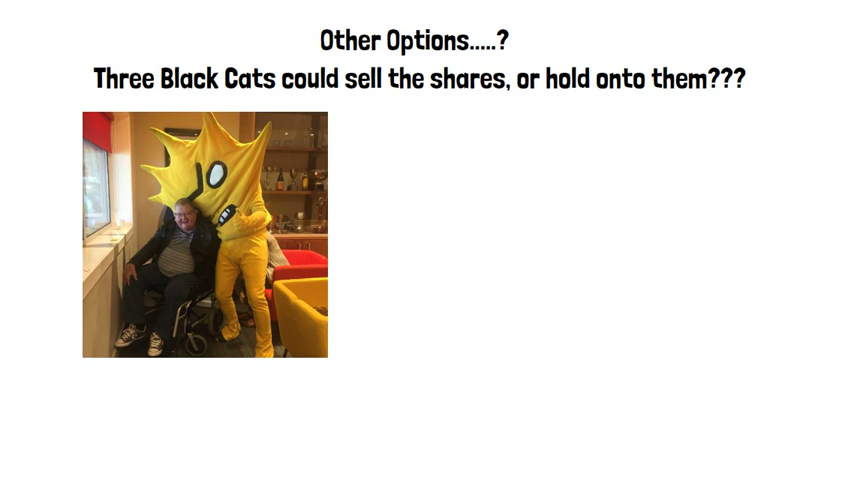 Other Options.....?
Three Black Cats could sell the shares, or hold onto them???